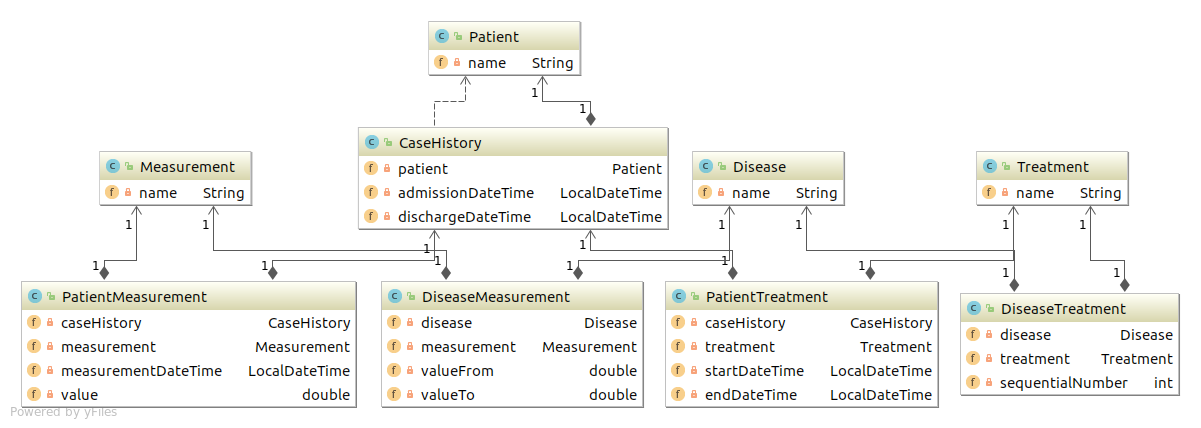 Patient
name String
1
1
CaseHistory
patient Patient
admissionDateTime LocalDateTime
dischargeDateTime LocalDateTime
Measurement
name String
Disease
name String
Treatment
name String
1 1 1 1 1 1 1 1
1 1 1 1 1 1 1 1
PatientMeasurement
caseHistory CaseHistory
measurement Measurement
measurementDateTime LocalDateTime
value double
DiseaseMeasurement
disease Disease
measurement Measurement
valueFrom double
valueTo double
PatientTreatment
caseHistory CaseHistory
treatment Treatment
startDateTime LocalDateTime
endDateTime LocalDateTime
DiseaseTreatment
disease Disease
treatment Treatment
sequentialNumber int
Powered by yFiles